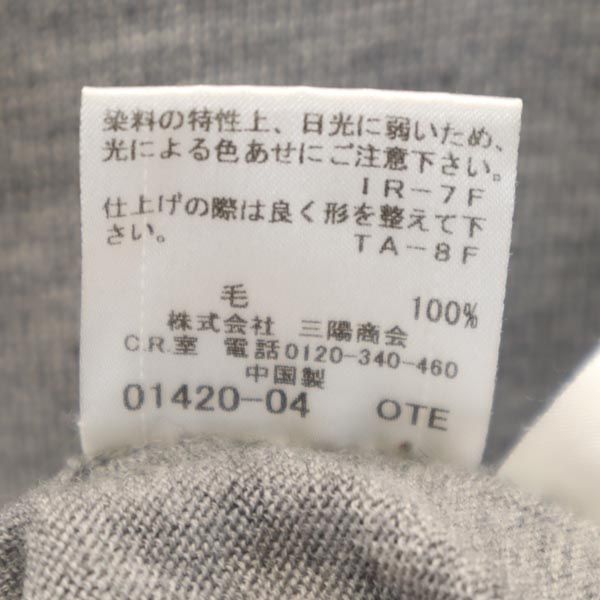 染料の特性上、日光に弱いため、
光による色あせにご注意下さい。
IR-7F
仕上げの際は良く形を整えて下
さい。 TA-8F
毛 100%
株式会社 三陽商会
C.R.室 電話0120-340-460
中国製
01420-04 OTE